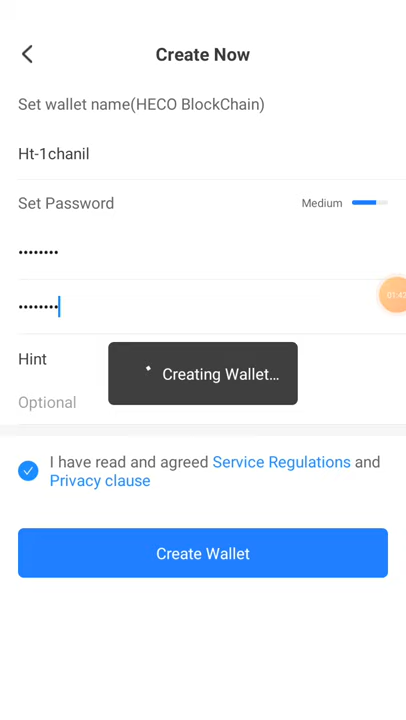 Create Now
Set wallet name(HECO BlockChain)
Ht-1chanil
Set Password Medium
••••••••
••••••••
Hint
Creating Wallet...
Optional
I have read and agreed Service Regulations and
Privacy clause
Create Wallet